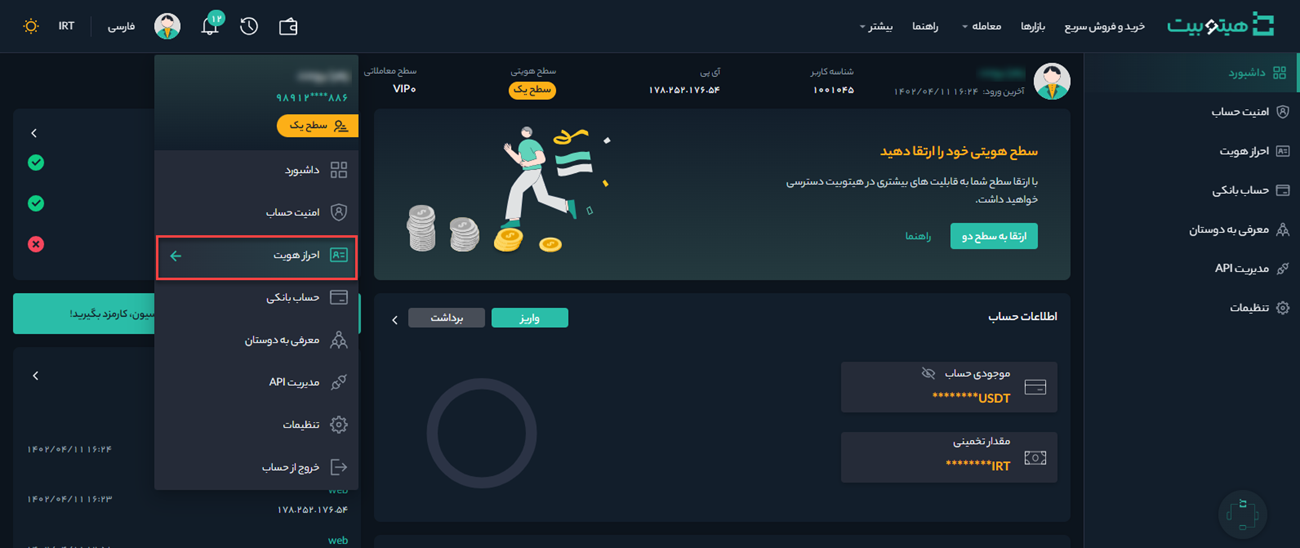 هیتوبیت
خرید و فروش سریع
بازارها
معامله
راهنما
بیشتر
۱۲
فارسی
IRT
داشبورد
امنیت حساب
احراز هویت
حساب بانکی
معرفی به دوستان
مدیریت API
تنظیمات
آخرین ورود: ۱۴۰۲/۰۴/۱۱ ۱۶:۲۴
شناسه کاربر
۱۰۰۱۰۴۵
آی پی
۱۷۸.۲۵۲.۱۷۶.۵۴
سطح هویتی
سطح یک
سطح معاملاتی
VIP۰
سطح هویتی خود را ارتقا دهید
با ارتقا سطح شما به قابلیت های بیشتری در هیتوبیت دسترسی
خواهید داشت.
ارتقا به سطح دو
راهنما
اطلاعات حساب
واریز
برداشت
موجودی حساب
********USDT
مقدار تخمینی
********IRT
۹۸۹۱۲****۸۸۶
سطح یک
داشبورد
امنیت حساب
احراز هویت
حساب بانکی
معرفی به دوستان
مدیریت API
تنظیمات
خروج از حساب
سیون، کارمزد بگیرید!
۱۴۰۲/۰۴/۱۱ ۱۶:۲۴
web
۱۴۰۲/۰۴/۱۱ ۱۶:۲۳
۱۷۸.۲۵۲.۱۷۶.۵۴
web